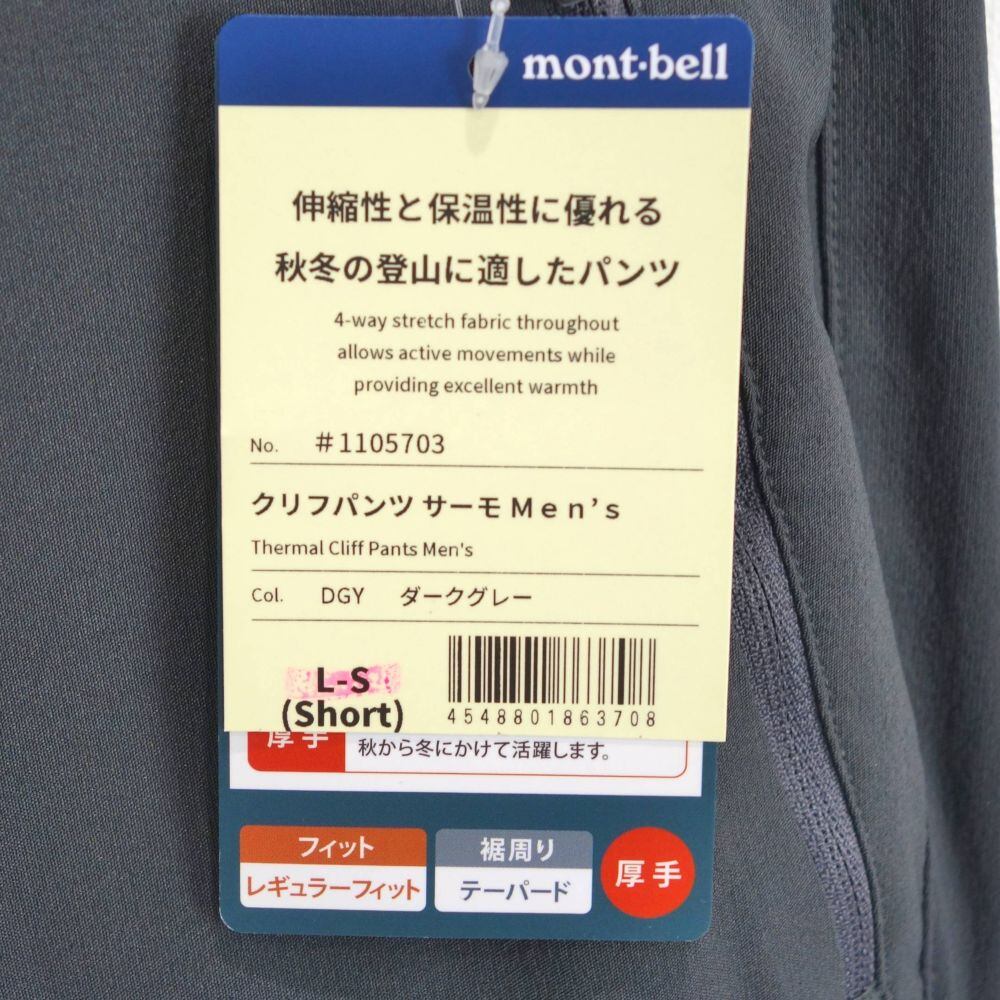 mont·bell
伸縮性と保温性に優れる
秋冬の登山に適したパンツ
4-way stretch fabric throughout
allows active movements while
providing excellent warmth
No. #1105703
クリフパンツ サーモ Men's
Thermal Cliff Pants Men's
Col. DGY ダークグレー
L-S
(Short)
4548801863708
厚手
秋から冬にかけて活躍します。
フィット
レギュラーフィット
裾周り
テーパード
厚手